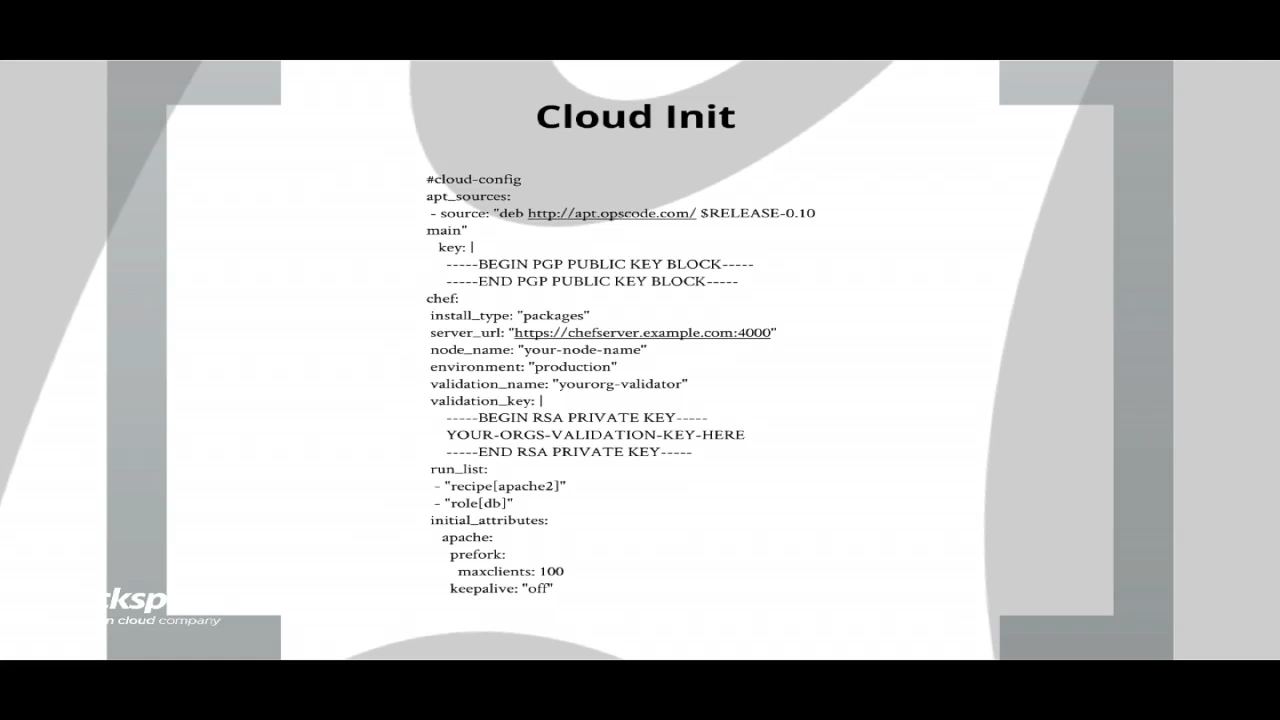 Cloud Init
#cloud-config
apt_sources:
- source: "deb http://apt.opscode.com/ $RELEASE-0.10
main"
key: |
-----BEGIN PGP PUBLIC KEY BLOCK-----
-----END PGP PUBLIC KEY BLOCK-----
chef:
install_type: "packages"
server_url: "https://chefserver.example.com:4000"
node_name: "your-node-name"
environment: "production"
validation_name: "yourorg-validator"
validation_key: |
-----BEGIN RSA PRIVATE KEY-----
YOUR-ORGS-VALIDATION-KEY-HERE
-----END RSA PRIVATE KEY-----
run_list:
- "recipe[apache2]"
- "role[db]"
initial_attributes:
apache:
prefork:
maxclients: 100
keepalive: "off"
cloud company